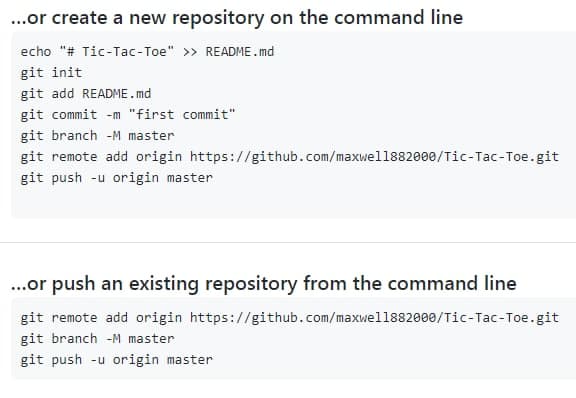 ...or create a new repository on the command line
echo "# Tic-Tac-Toe" >> README.md
git init
git add README.md
git commit -m "first commit"
git branch -M master
git remote add origin https://github.com/maxwell882000/Tic-Tac-Toe.git
git push -u origin master
...or push an existing repository from the command line
git remote add origin https://github.com/maxwell882000/Tic-Tac-Toe.git
git branch -M master
git push -u origin master